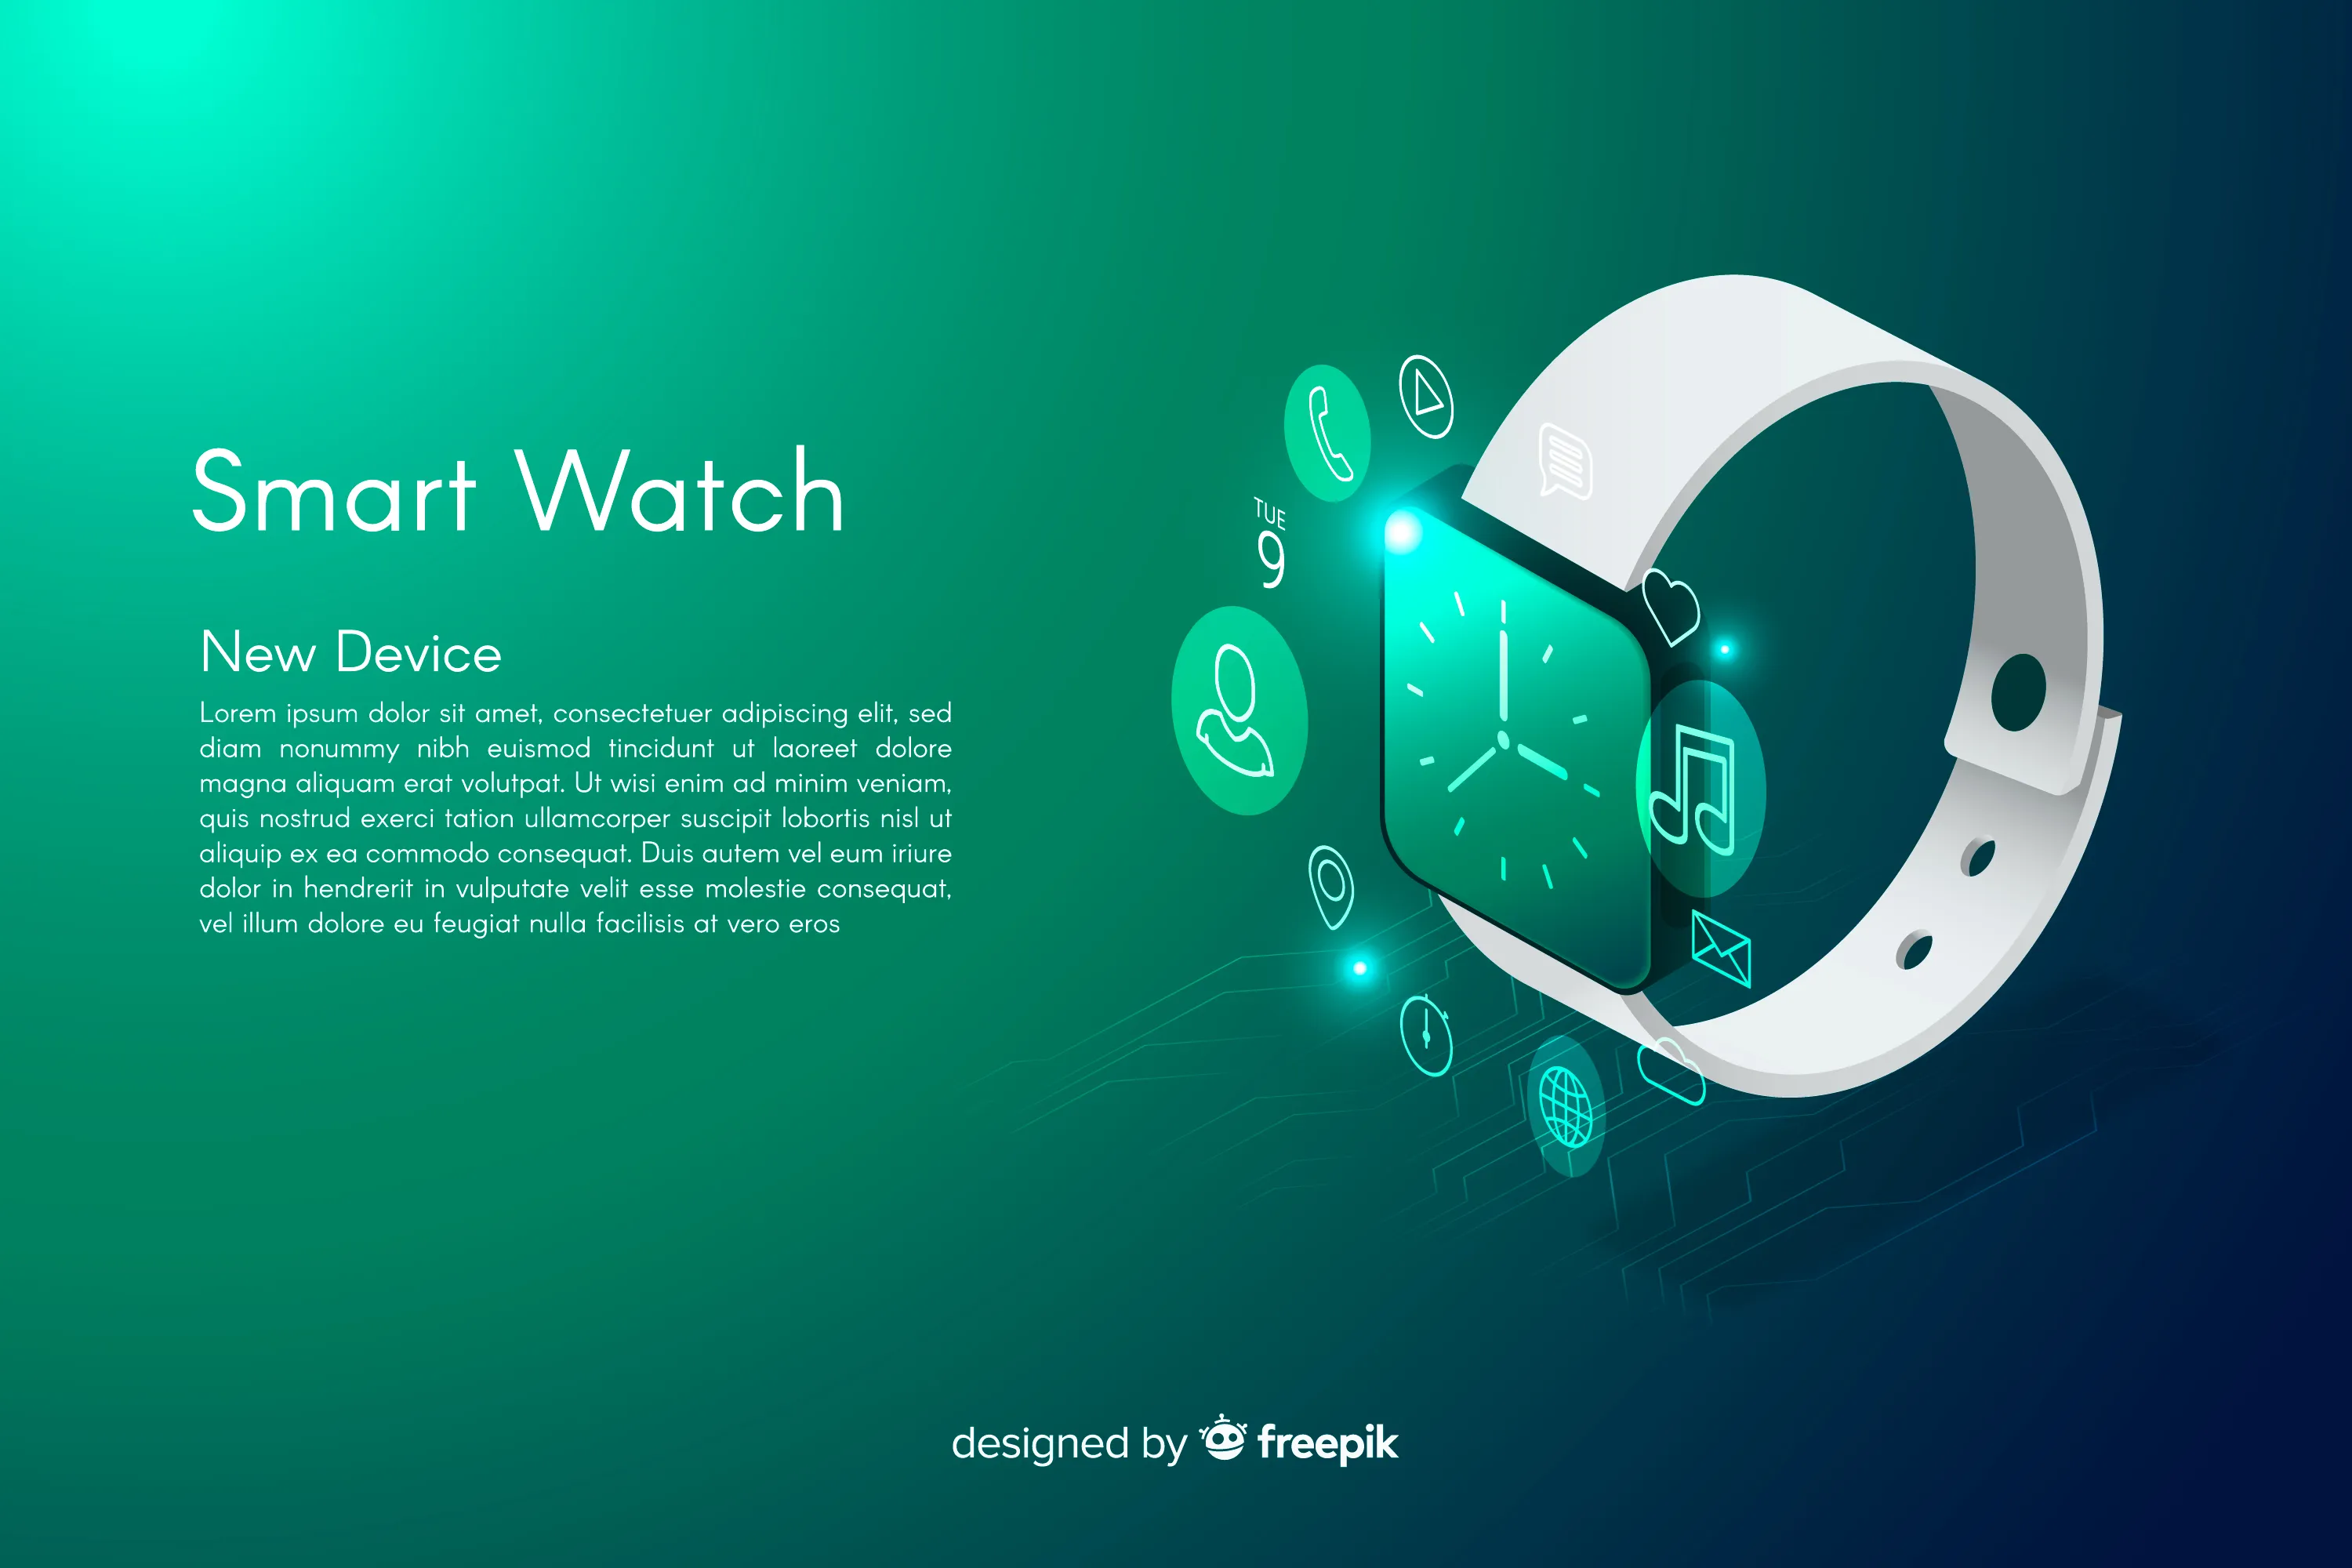 Smart Watch
New Device
Lorem ipsum dolor sit amet, consectetuer adipiscing elit, sed
diam nonummy nibh euismod tincidunt ut laoreet dolore
magna aliquam erat volutpat. Ut wisi enim ad minim veniam,
quis nostrud exerci tation ullamcorper suscipit lobortis nisl ut
aliquip ex ea commodo consequat. Duis autem vel eum iriure
dolor in hendrerit in vulputate velit esse molestie consequat,
vel illum dolore eu feugiat nulla facilisis at vero eros
TUE
9
designed by freepik